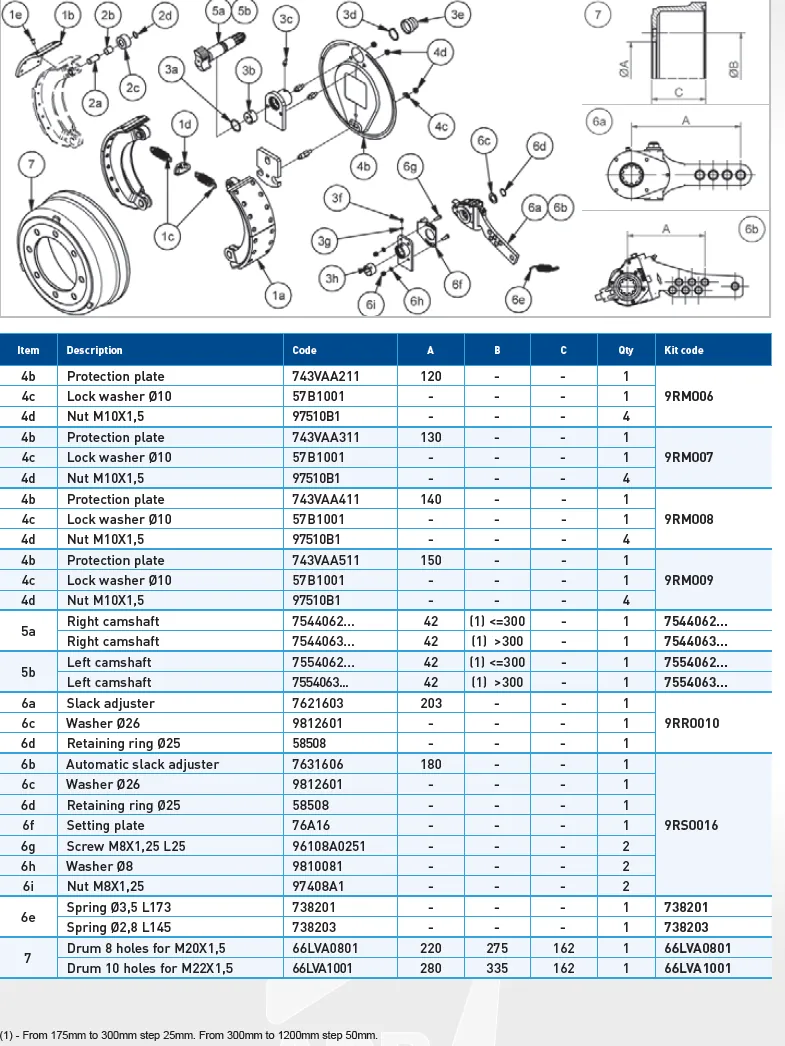 1e 1b 2b 2d 5a 5b 3c 3d 3e 7
2a 2c 3a 3b 4d 4c 4b
ØA ØB C
6a A
1d 6c 6d 6g
7 1c 3f 3g 3h 1a 6i 6h 6f 6e 6a 6b
A 6b
Item Description Code A B C Qty Kit code
4b Protection plate 743VAA211 120 - - 1
4c Lock washer Ø10 57B1001 - - - 1 9RM006
4d Nut M10X1,5 97510B1 - - - 4
4b Protection plate 743VAA311 130 - - 1
4c Lock washer Ø10 57B1001 - - - 1 9RM007
4d Nut M10X1,5 97510B1 - - - 4
4b Protection plate 743VAA411 140 - - 1
4c Lock washer Ø10 57B1001 - - - 1 9RM008
4d Nut M10X1,5 97510B1 - - - 4
4b Protection plate 743VAA511 150 - - 1
4c Lock washer Ø10 57B1001 - - - 1 9RM009
4d Nut M10X1,5 97510B1 - - - 4
5a Right camshaft 7544062... 42 (1) <=300 - 1 7544062...
Right camshaft 7544063... 42 (1) >300 - 1 7544063...
5b Left camshaft 7554062... 42 (1) <=300 - 1 7554062...
Left camshaft 7554063... 42 (1) >300 - 1 7554063...
6a Slack adjuster 7621603 203 - - 1
6c Washer Ø26 9812601 - - - 1 9RR0010
6d Retaining ring Ø25 58508 - - - 1
6b Automatic slack adjuster 7631606 180 - - 1
6c Washer Ø26 9812601 - - - 1
6d Retaining ring Ø25 58508 - - - 1
6f Setting plate 76A16 - - - 1 9RS0016
6g Screw M8X1,25 L25 96108A0251 - - - 2
6h Washer Ø8 9810081 - - - 2
6i Nut M8X1,25 97408A1 - - - 2
6e Spring Ø3,5 L173 738201 - - - 1 738201
Spring Ø2,8 L145 738203 - - - 1 738203
7 Drum 8 holes for M20X1,5 66LVA0801 220 275 162 1 66LVA0801
Drum 10 holes for M22X1,5 66LVA1001 280 335 162 1 66LVA1001
(1) - From 175mm to 300mm step 25mm. From 300mm to 1200mm step 50mm.